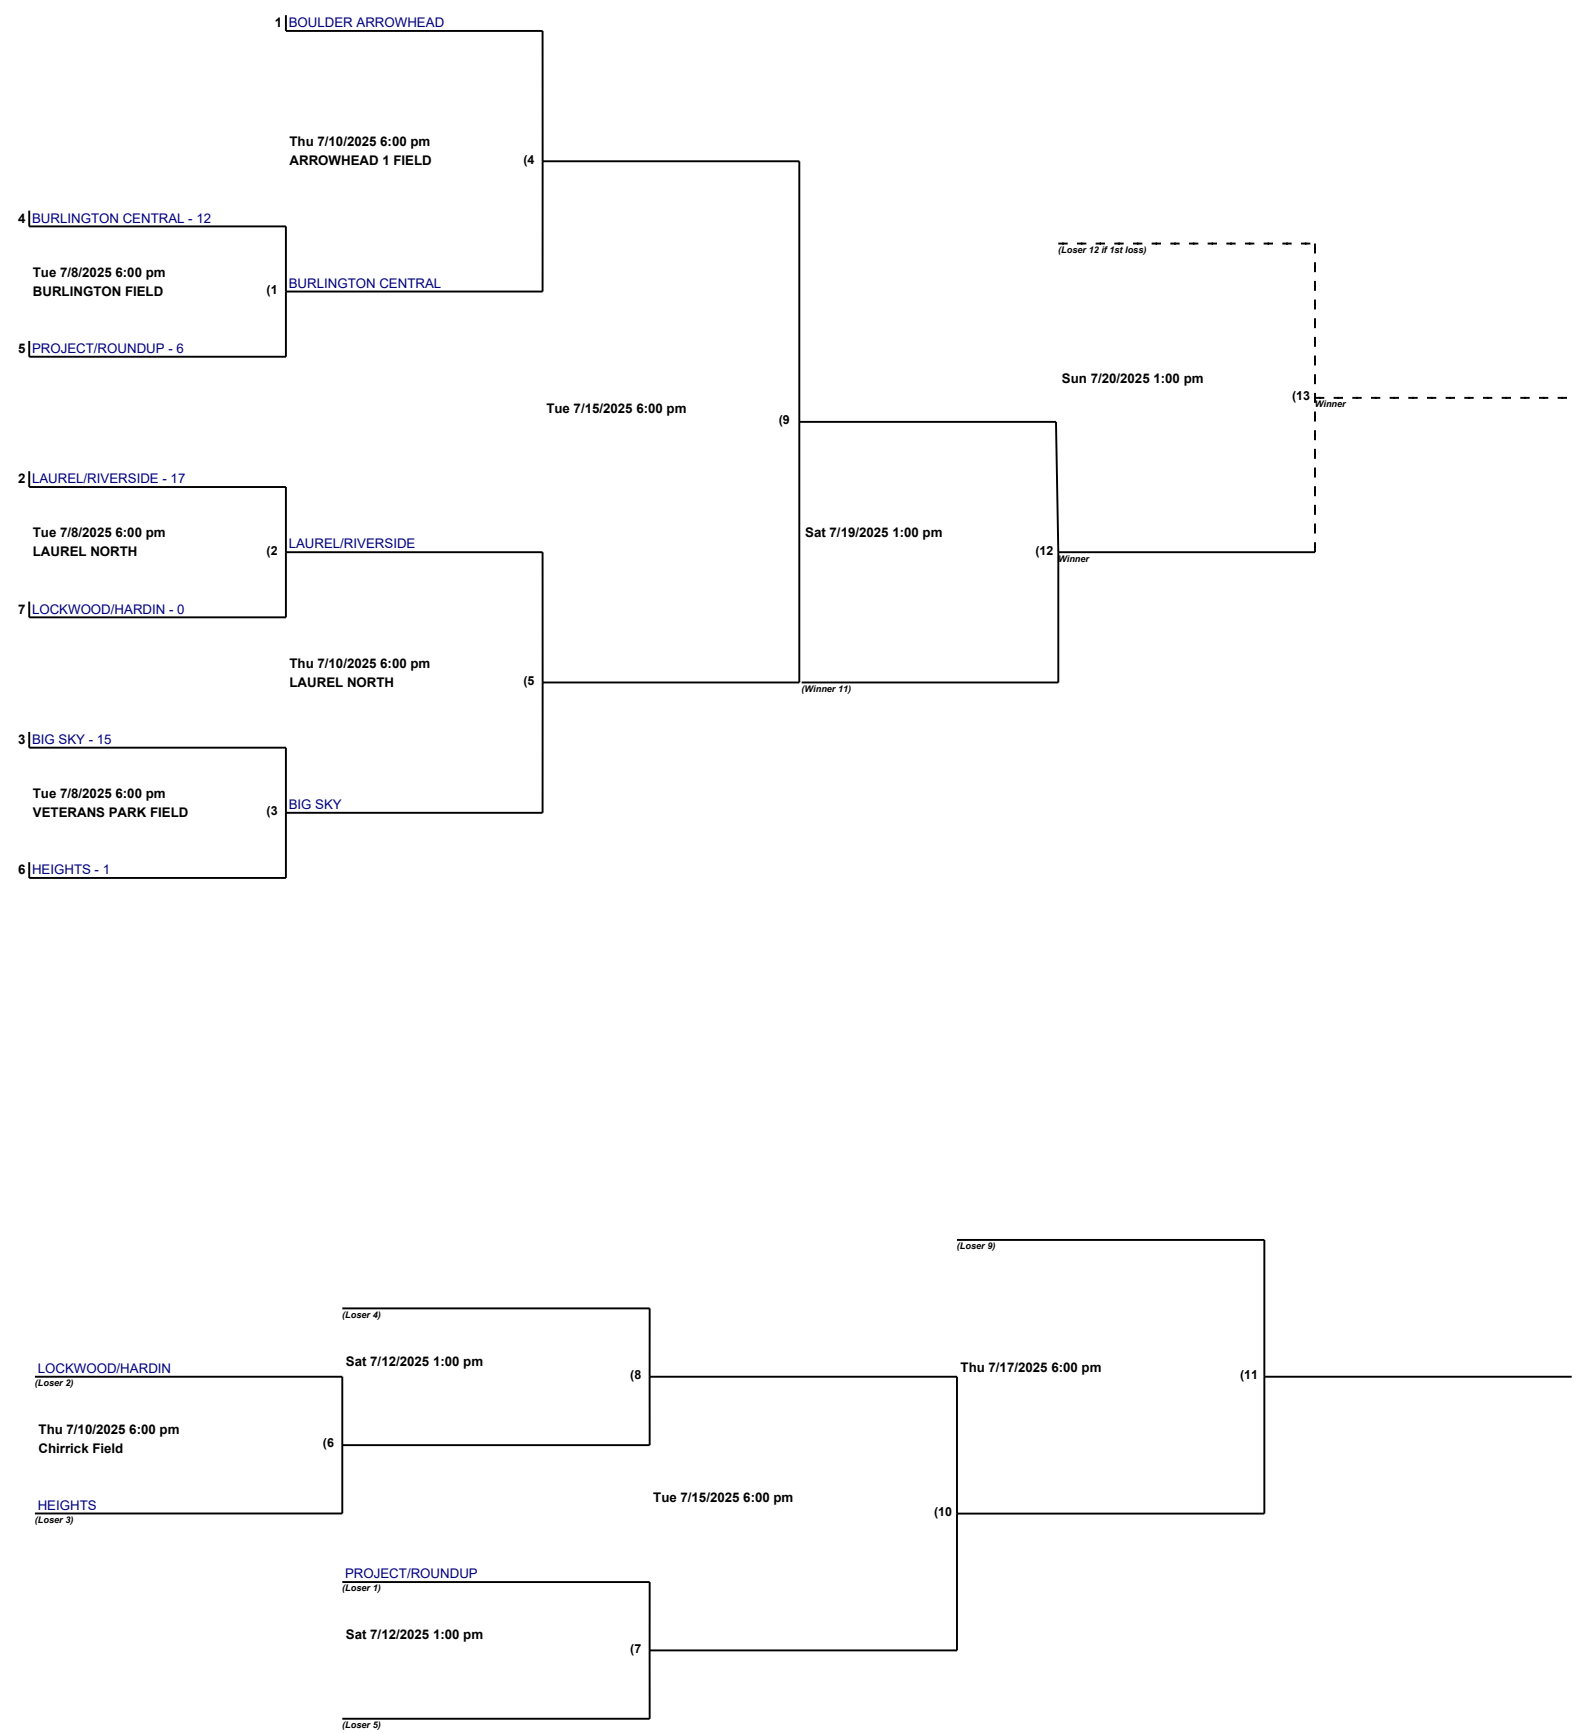 1 BOULDER ARROWHEAD
Thu 7/10/2025 6:00 pm
ARROWHEAD 1 FIELD (4
4 BURLINGTON CENTRAL - 12
(Loser 12 if 1st loss)
Tue 7/8/2025 6:00 pm
BURLINGTON FIELD (1
BURLINGTON CENTRAL
5 PROJECT/ROUNDUP - 6
Sun 7/20/2025 1:00 pm
(13
Winner
Tue 7/15/2025 6:00 pm
(9
2 LAUREL/RIVERSIDE - 17
Tue 7/8/2025 6:00 pm
LAUREL NORTH (2
LAUREL/RIVERSIDE
Sat 7/19/2025 1:00 pm
(12
Winner
7 LOCKWOOD/HARDIN - 0
Thu 7/10/2025 6:00 pm
LAUREL NORTH (5
(Winner 11)
3 BIG SKY - 15
Tue 7/8/2025 6:00 pm
VETERANS PARK FIELD (3
BIG SKY
6 HEIGHTS - 1
(Loser 9)
(Loser 4)
Sat 7/12/2025 1:00 pm
(8
Thu 7/17/2025 6:00 pm
(11
LOCKWOOD/HARDIN
(Loser 2)
Thu 7/10/2025 6:00 pm
Chirrick Field (6
Tue 7/15/2025 6:00 pm
(10
HEIGHTS
(Loser 3)
PROJECT/ROUNDUP
(Loser 1)
Sat 7/12/2025 1:00 pm
(7
(Loser 5)